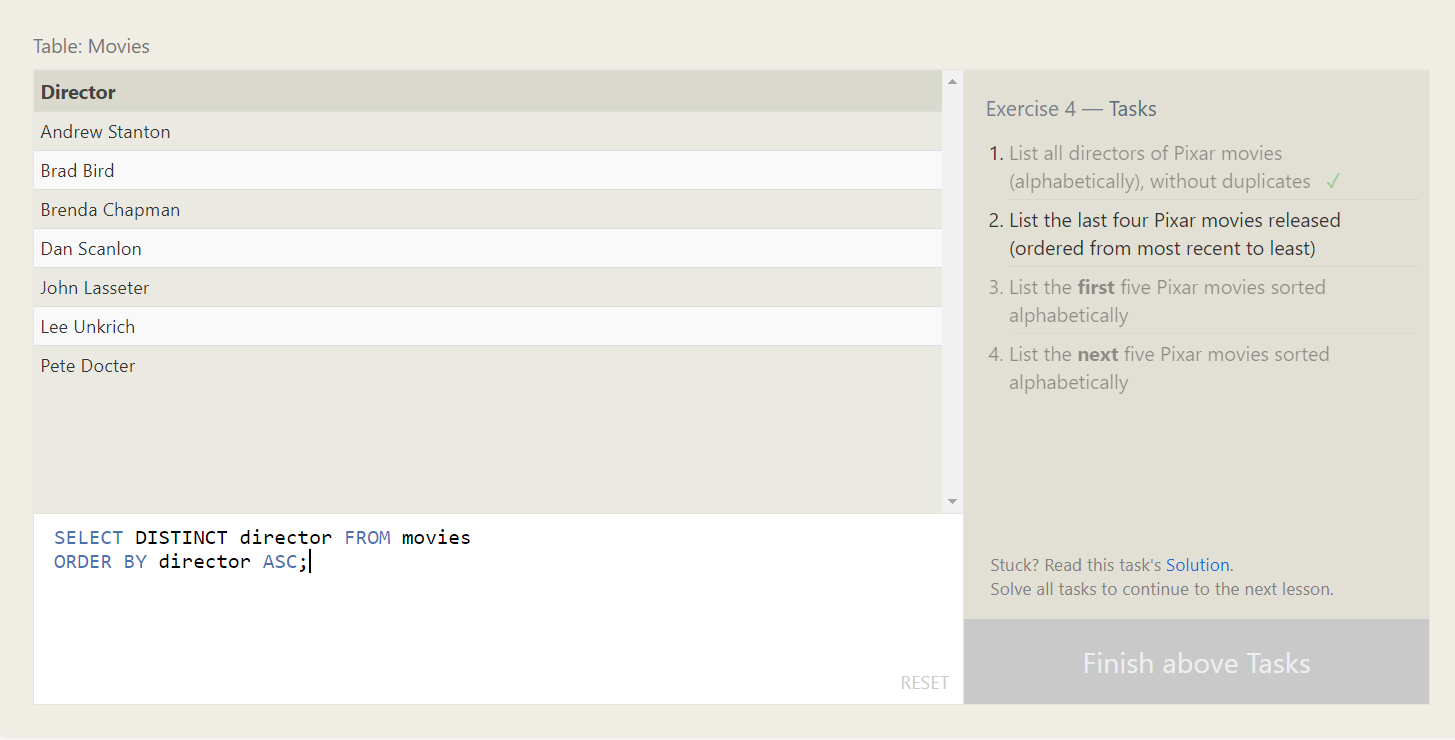 Table: Movies
Director
Andrew Stanton
Brad Bird
Brenda Chapman
Dan Scanlon
John Lasseter
Lee Unkrich
Pete Docter
SELECT DISTINCT director FROM movies
ORDER BY director ASC;
RESET
Exercise 4 — Tasks
1. List all directors of Pixar movies
(alphabetically), without duplicates ✓
2. List the last four Pixar movies released
(ordered from most recent to least)
3. List the first five Pixar movies sorted
alphabetically
4. List the next five Pixar movies sorted
alphabetically
Stuck? Read this task's Solution.
Solve all tasks to continue to the next lesson.
Finish above Tasks